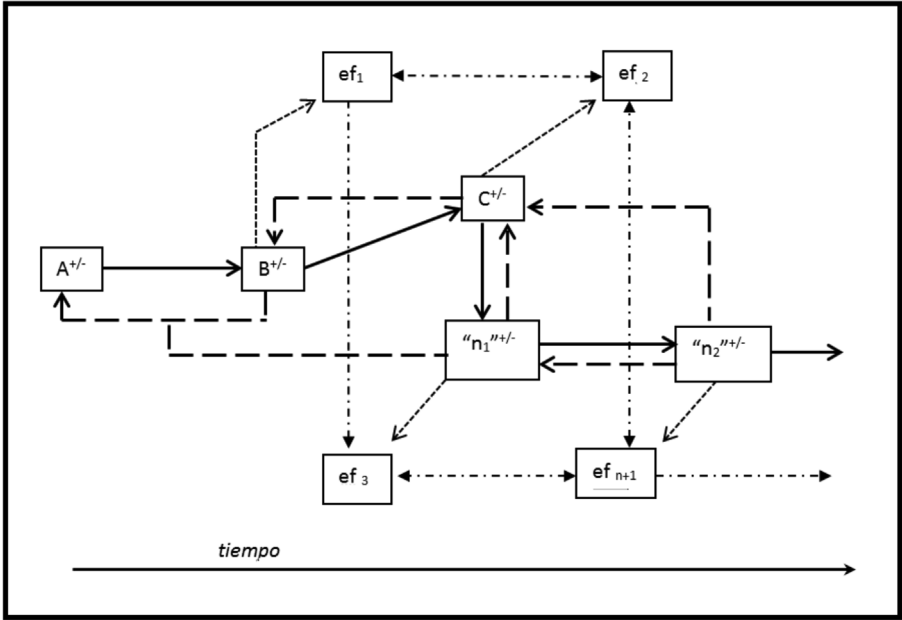 ef₁
ef. ₂
C⁺/⁻
A⁺/⁻
B⁺/⁻
“n₁”⁺/⁻
“n₂”⁺/⁻
ef ₃
ef ₙ₊₁
tiempo